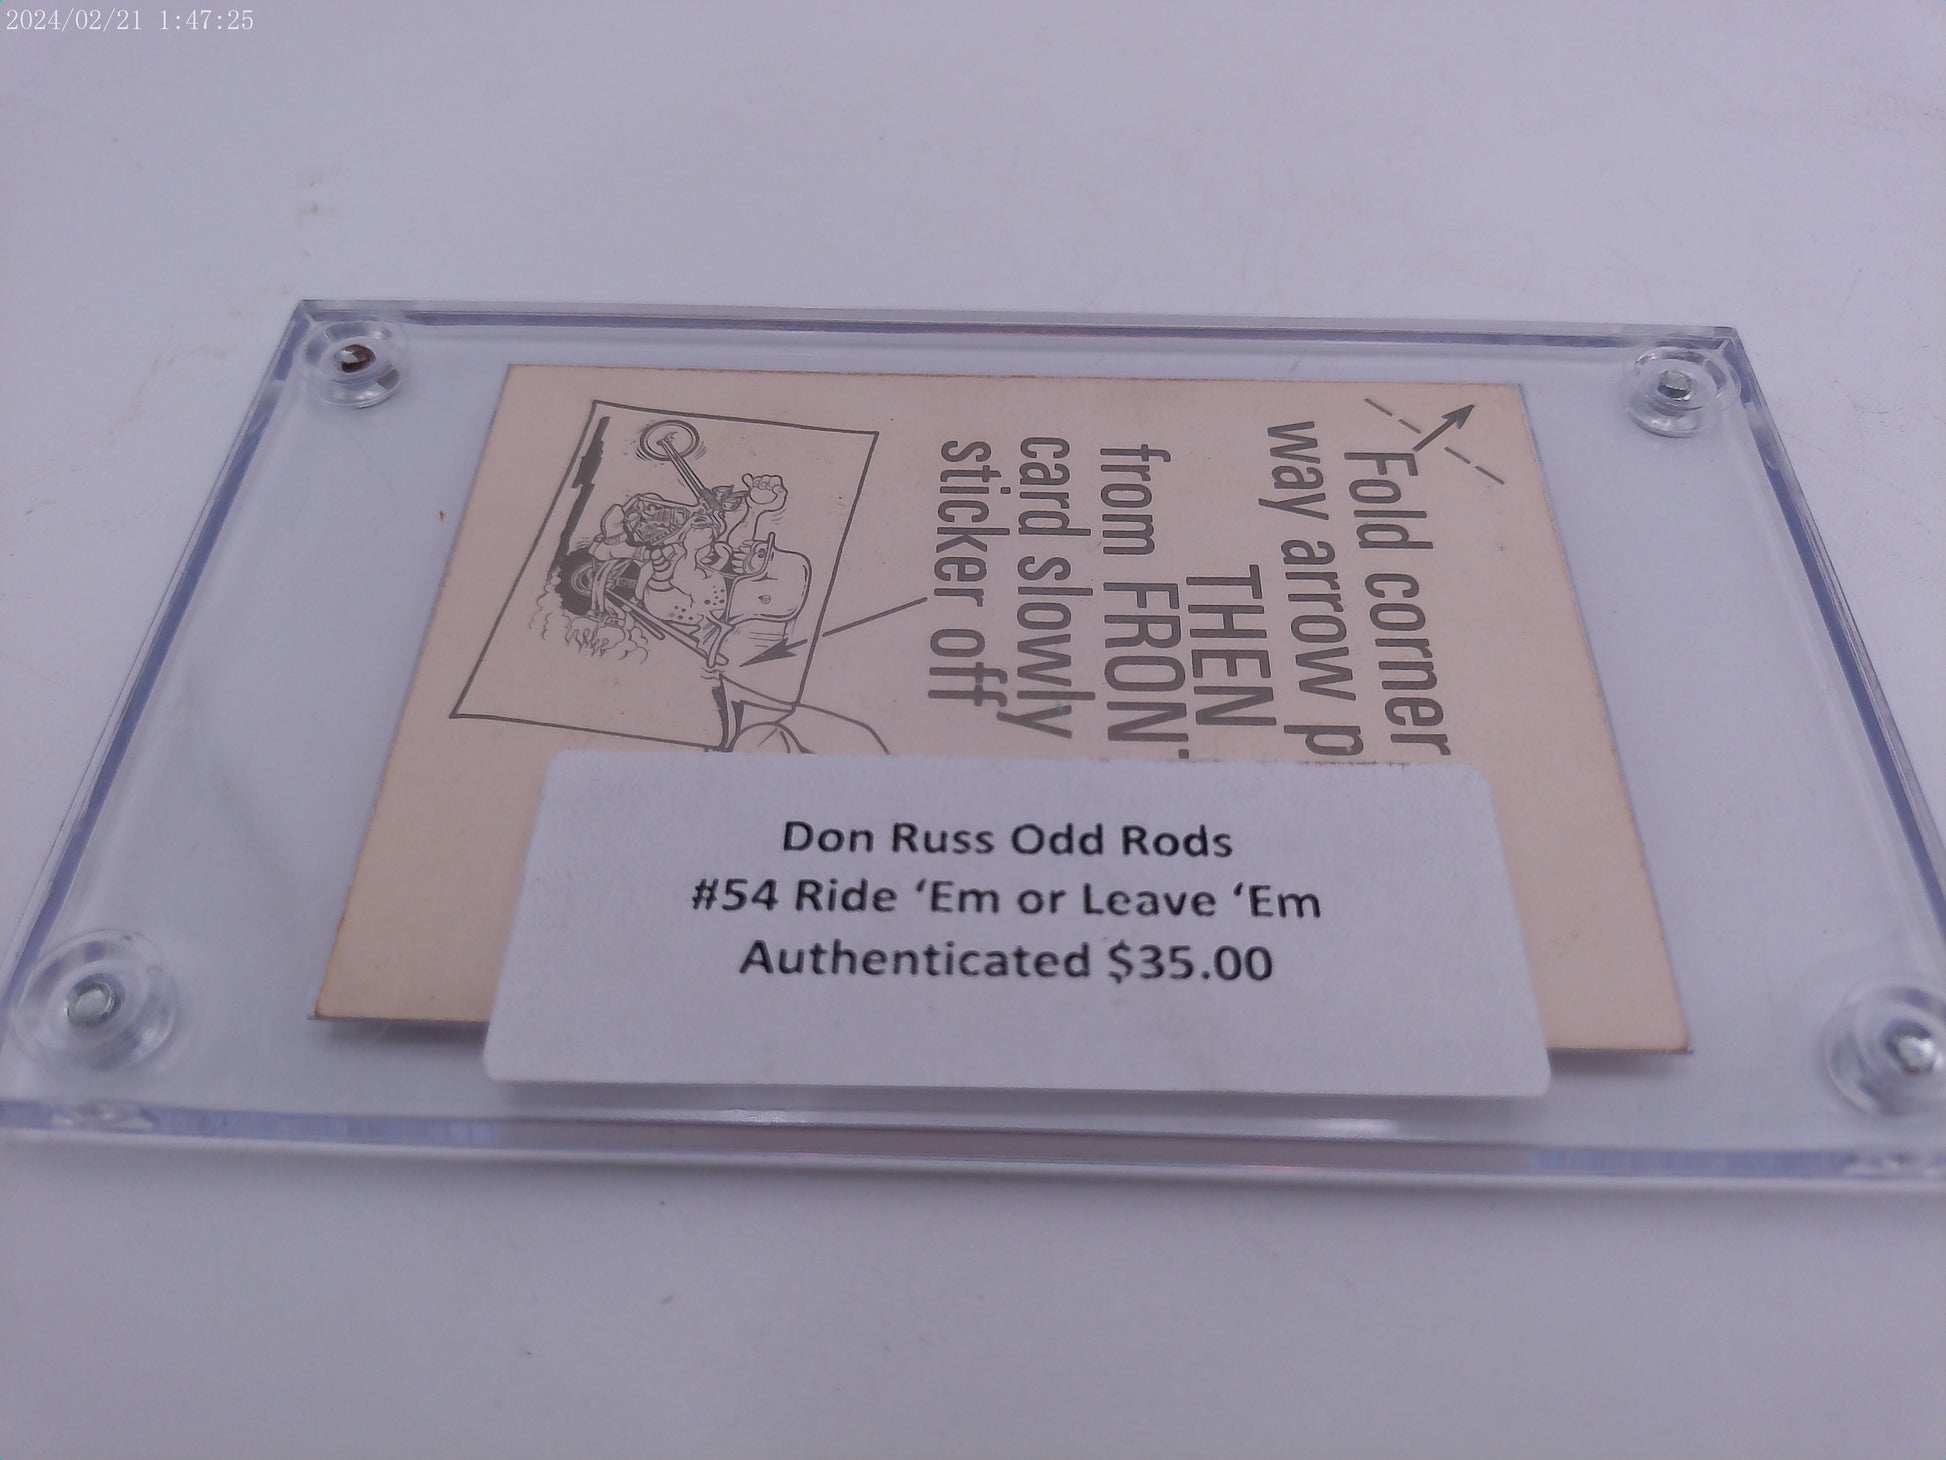 2024/02/21 1:47:25
Fold corner
way arrow p
THEN
from FRONT
card slowly
sticker off
Don Russ Odd Rods
#54 Ride ‘Em or Leave ‘Em
Authenticated $35.00